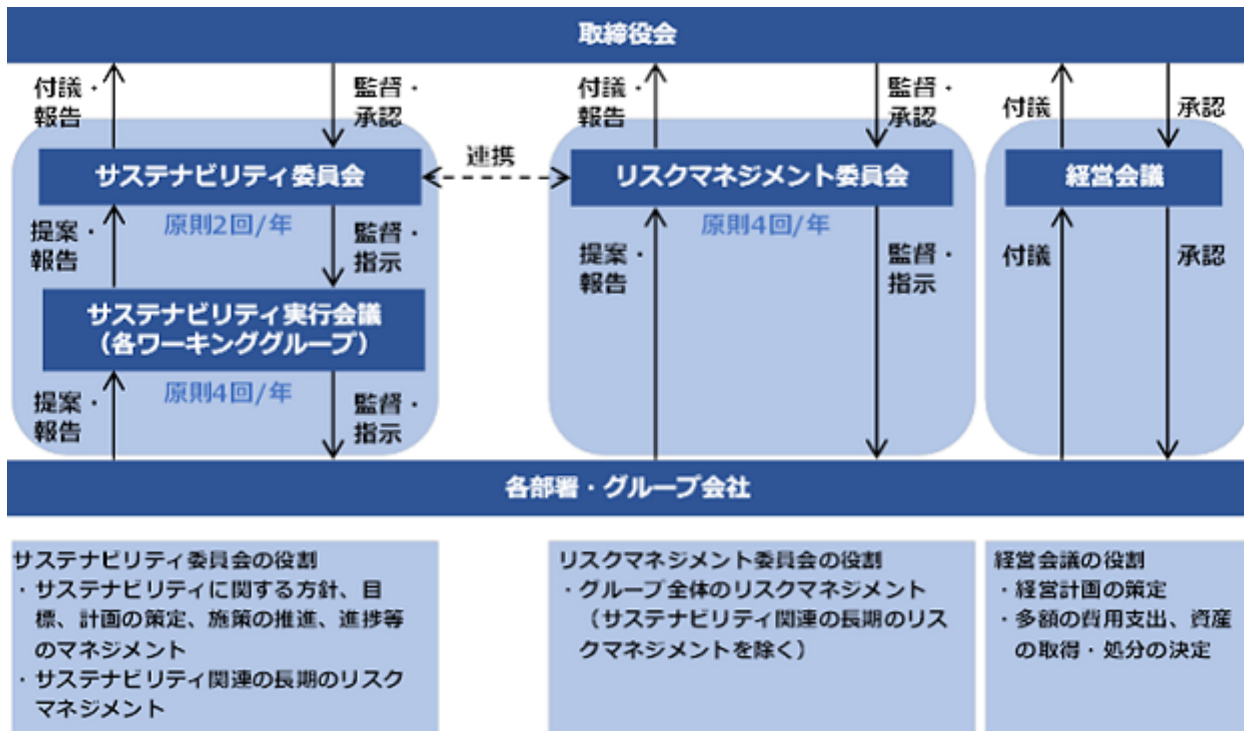 取締役会
付議・
報告
監督・
承認
付議・
報告
監督・
承認
付議
承認
サステナビリティ委員会
連携
リスクマネジメント委員会
経営会議
原則2回/年
原則4回/年
提案・
報告
監督・
指示
提案・
報告
監督・
指示
付議
承認
サステナビリティ実行会議
（各ワーキンググループ）
原則4回/年
提案・
報告
監督・
指示
各部署・グループ会社
サステナビリティ委員会の役割
・サステナビリティに関する方針、目
標、計画の策定、施策の推進、進捗等
のマネジメント
・サステナビリティ関連の長期のリスク
マネジメント
リスクマネジメント委員会の役割
・グループ全体のリスクマネジメント
（サステナビリティ関連の長期のリス
クマネジメントを除く）
経営会議の役割
・経営計画の策定
・多額の費用支出、資産
の取得・処分の決定